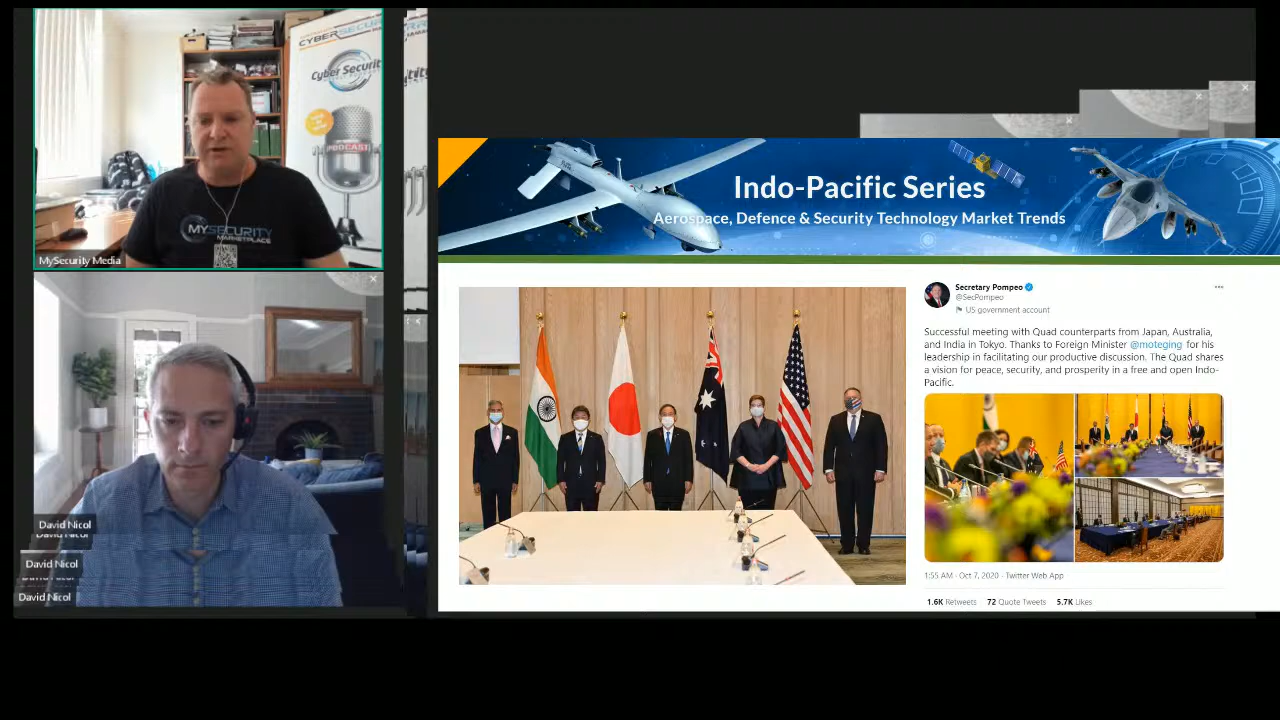 CYBERSECUR
Cyber Securit
PODCAST
MYSECURITY
MARKETPLACE
MySecurity Media
David Nicol
David Nicol
David Nicol
David Nicol
Indo-Pacific Series
Aerospace, Defence & Security Technology Market Trends
Secretary Pompeo
@SecPompeo
US government account
Successful meeting with Quad counterparts from Japan, Australia,
and India in Tokyo. Thanks to Foreign Minister @moteging for his
leadership in facilitating our productive discussion. The Quad shares
a vision for peace, security, and prosperity in a free and open Indo-
Pacific.
1:55 AM · Oct 7, 2020 · Twitter Web App
1.6K Retweets 72 Quote Tweets 5.7K Likes